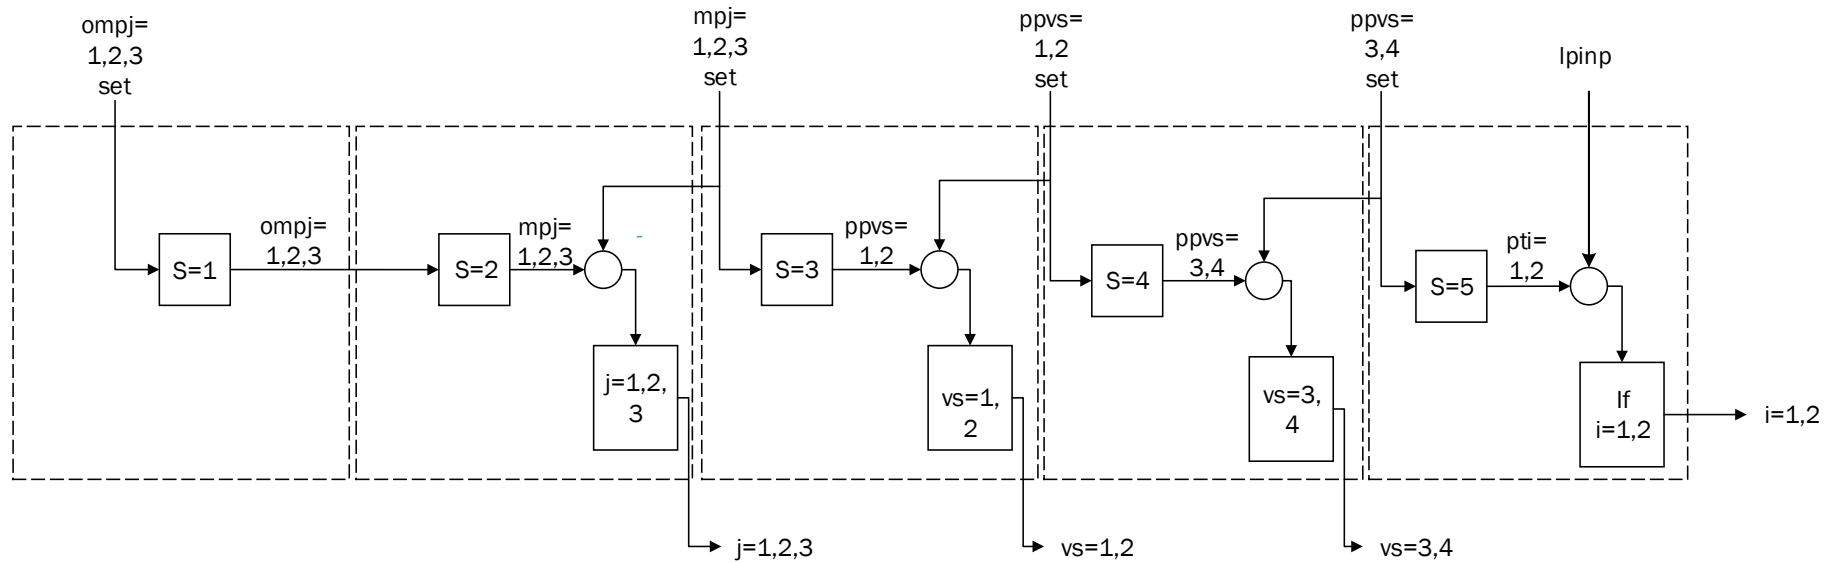 ompj=
1,2,3
set
mpj=
1,2,3
set
ppvs=
1,2
set
ppvs=
3,4
set
Ipinp
S=1
ompj=
1,2,3
S=2
mpj=
1,2,3
-
S=3
ppvs=
1,2
S=4
ppvs=
3,4
S=5
pti=
1,2
j=1,2,
3
vs=1,
2
vs=3,
4
If
i=1,2
i=1,2
j=1,2,3
vs=1,2
vs=3,4